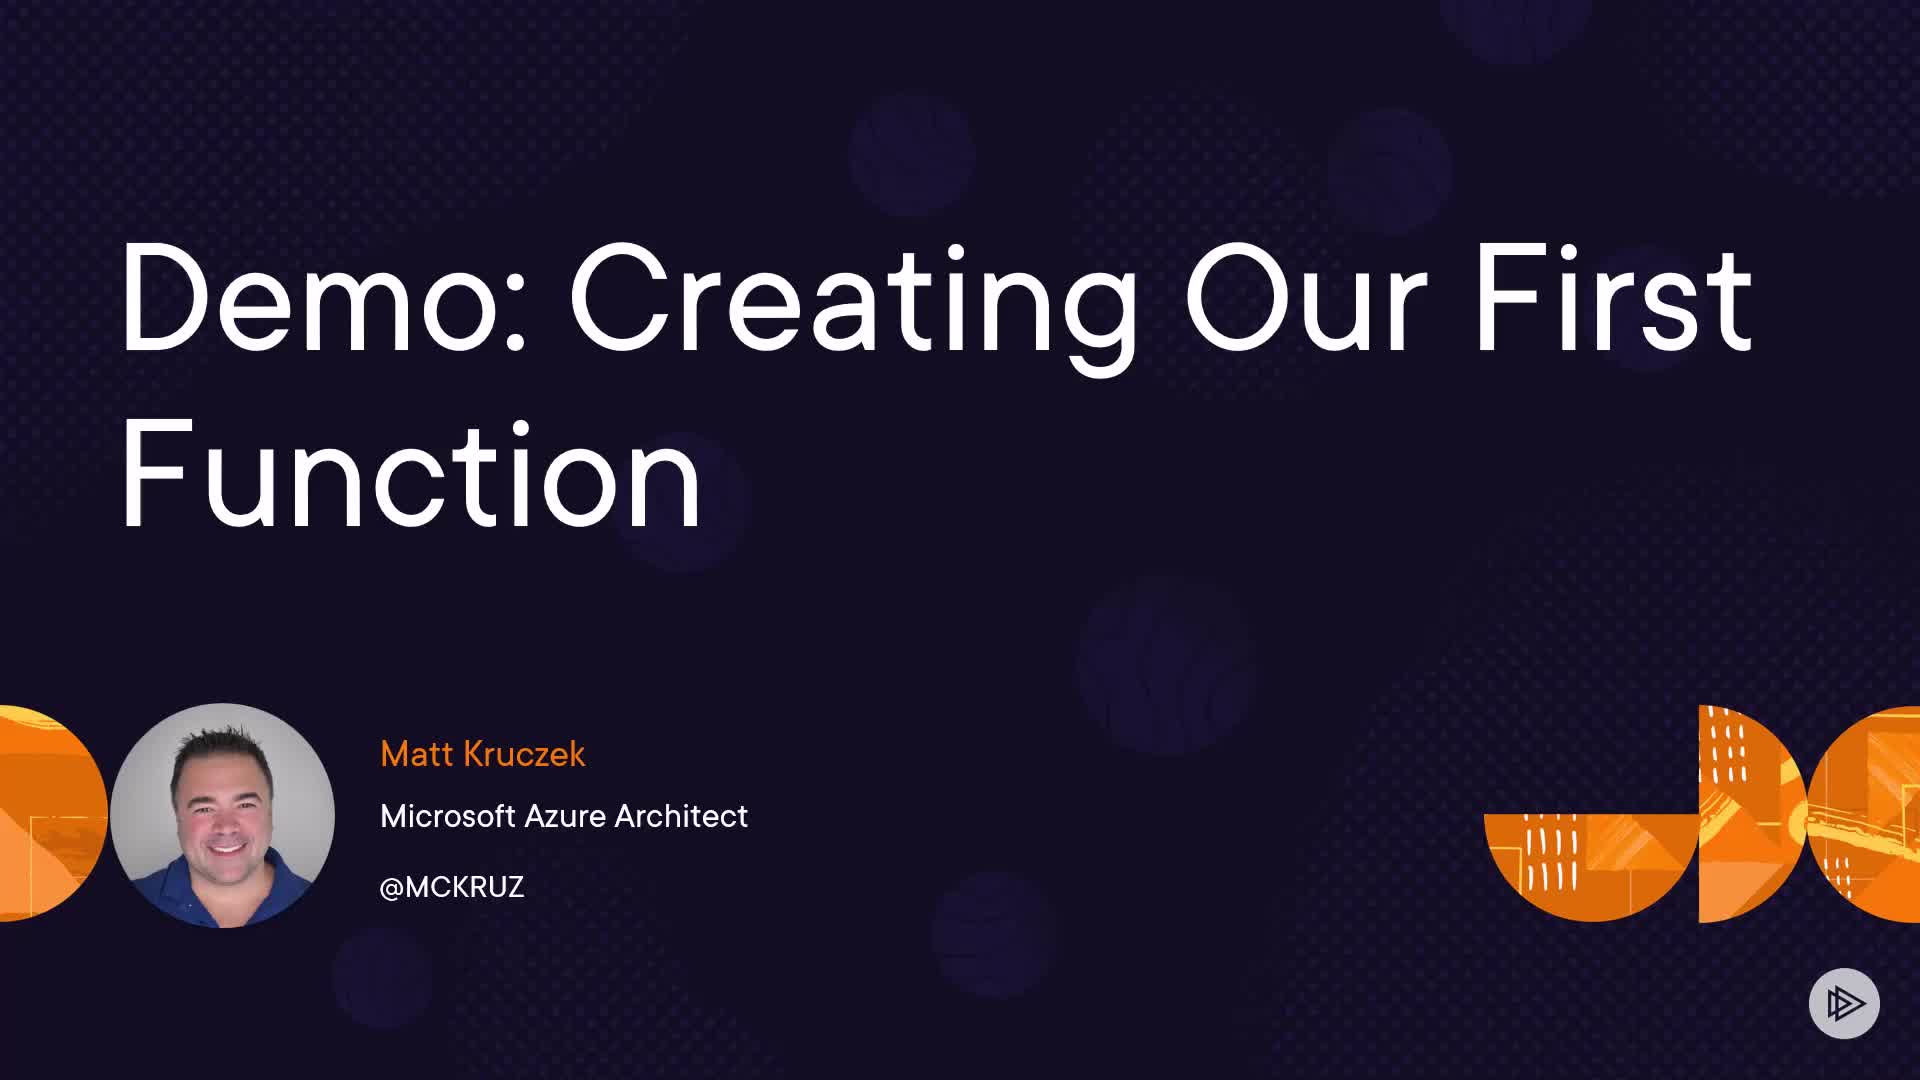 Demo: Creating Our First
Function
Matt Kruczek
Microsoft Azure Architect
@MCKRUZ